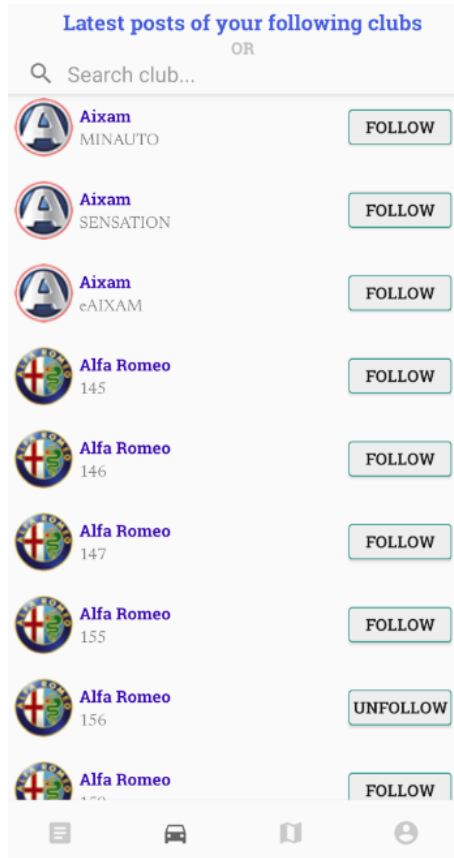 Latest posts of your following clubs
OR
Search club...
Aixam
MINAUTO
FOLLOW
Aixam
SENSATION
FOLLOW
Aixam
eAIXAM
FOLLOW
Alfa Romeo
145
FOLLOW
Alfa Romeo
146
FOLLOW
Alfa Romeo
147
FOLLOW
Alfa Romeo
155
FOLLOW
Alfa Romeo
156
UNFOLLOW
Alfa Romeo
FOLLOW